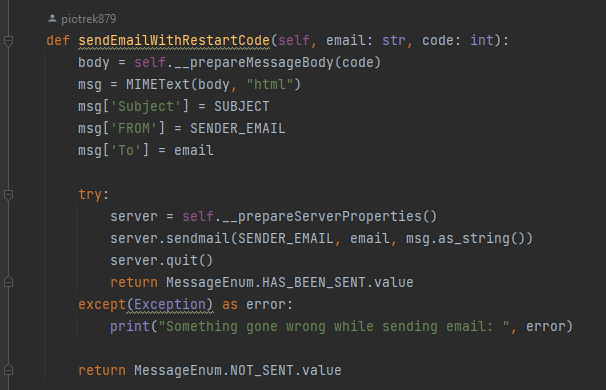 piotrek879
def sendEmailWithRestartCode(self, email: str, code: int):
body = self.__prepareMessageBody(code)
msg = MIMEText(body, "html")
msg['Subject'] = SUBJECT
msg['FROM'] = SENDER_EMAIL
msg['To'] = email
try:
server = self.__prepareServerProperties()
server.sendmail(SENDER_EMAIL, email, msg.as_string())
server.quit()
return MessageEnum.HAS_BEEN_SENT.value
except(Exception) as error:
print("Something gone wrong while sending email: ", error)
return MessageEnum.NOT_SENT.value